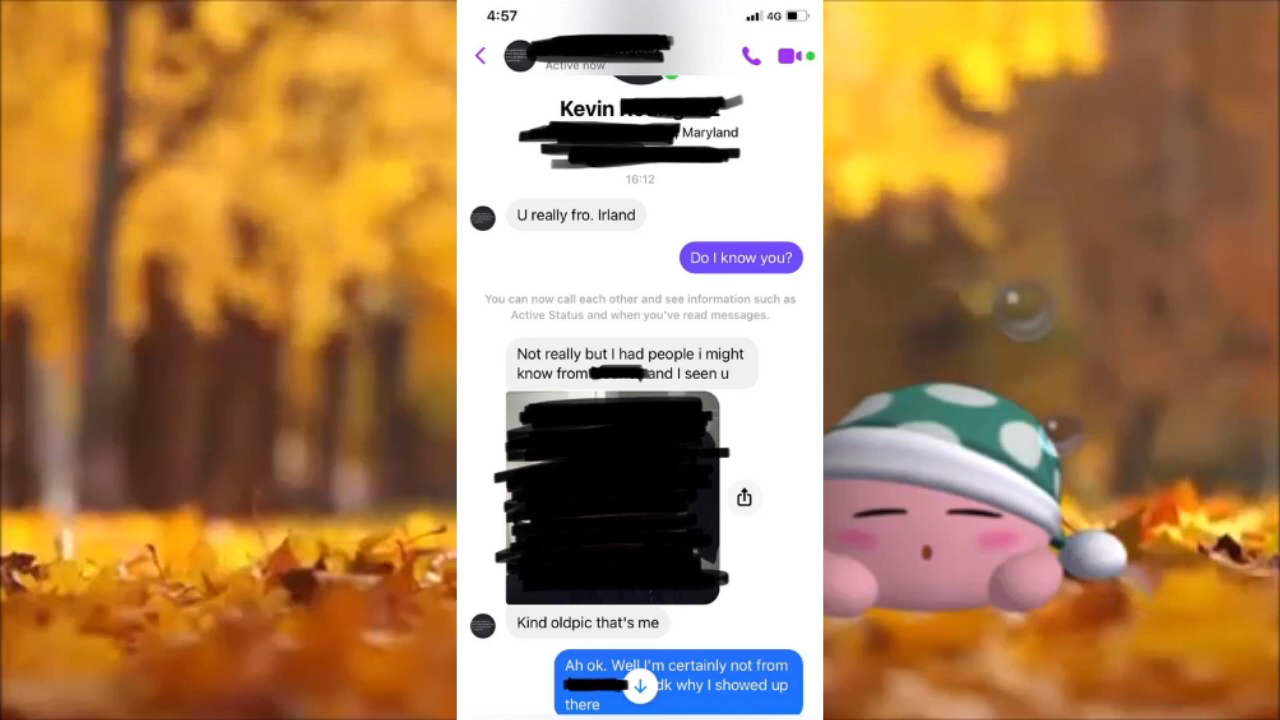 4:57
4G
Active now
Kevin
, Maryland
16:12
U really fro. Irland
Do I know you?
You can now call each other and see information such as
Active Status and when you've read messages.
Not really but I had people i might
know from and I seen u
Kind oldpic that's me
Ah ok. Well I'm certainly not from
why I showed up
there